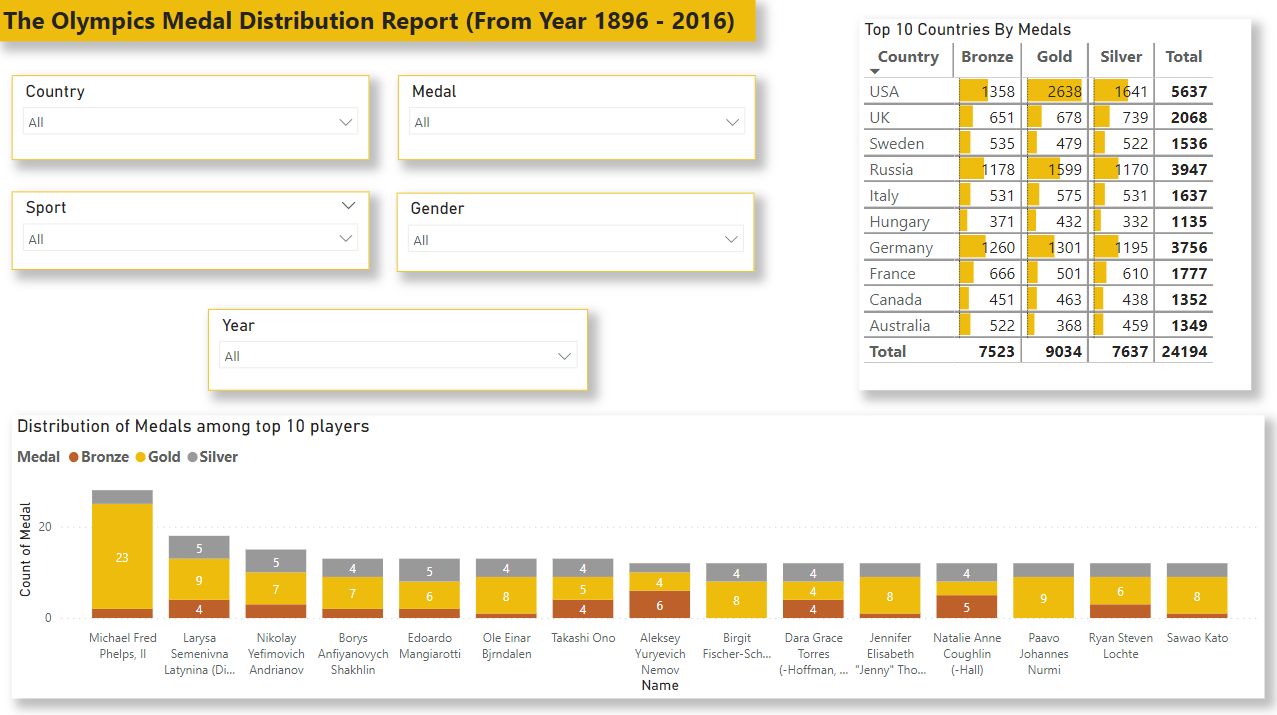 The Olympics Medal Distribution Report (From Year 1896 - 2016)
Country
All
Medal
All
Sport
All
Gender
All
Year
All
Top 10 Countries By Medals
Country Bronze Gold Silver Total
USA 1358 2638 1641 5637
UK 651 678 739 2068
Sweden 535 479 522 1536
Russia 1178 1599 1170 3947
Italy 531 575 531 1637
Hungary 371 432 332 1135
Germany 1260 1301 1195 3756
France 666 501 610 1777
Canada 451 463 438 1352
Australia 522 368 459 1349
Total 7523 9034 7637 24194
Distribution of Medals among top 10 players
Medal Bronze Gold Silver
Count of Medal
20
0
23
5
9
4
5
7
4
7
5
6
4
8
4
5
4
4
6
4
8
4
4
4
8
4
5
9
6
8
Michael Fred
Phelps, II
Larysa
Semenivna
Latynina (Di...
Nikolay
Yefimovich
Andrianov
Borys
Anfiyanovych
Shakhlin
Edoardo
Mangiarotti
Ole Einar
Bjrndalen
Takashi Ono
Aleksey
Yuryevich
Nemov
Birgit
Fischer-Sch...
Dara Grace
Torres
(-Hoffman, ...
Jennifer
Elisabeth
"Jenny" Tho...
Natalie Anne
Coughlin
(-Hall)
Paavo
Johannes
Nurmi
Ryan Steven
Lochte
Sawao Kato
Name